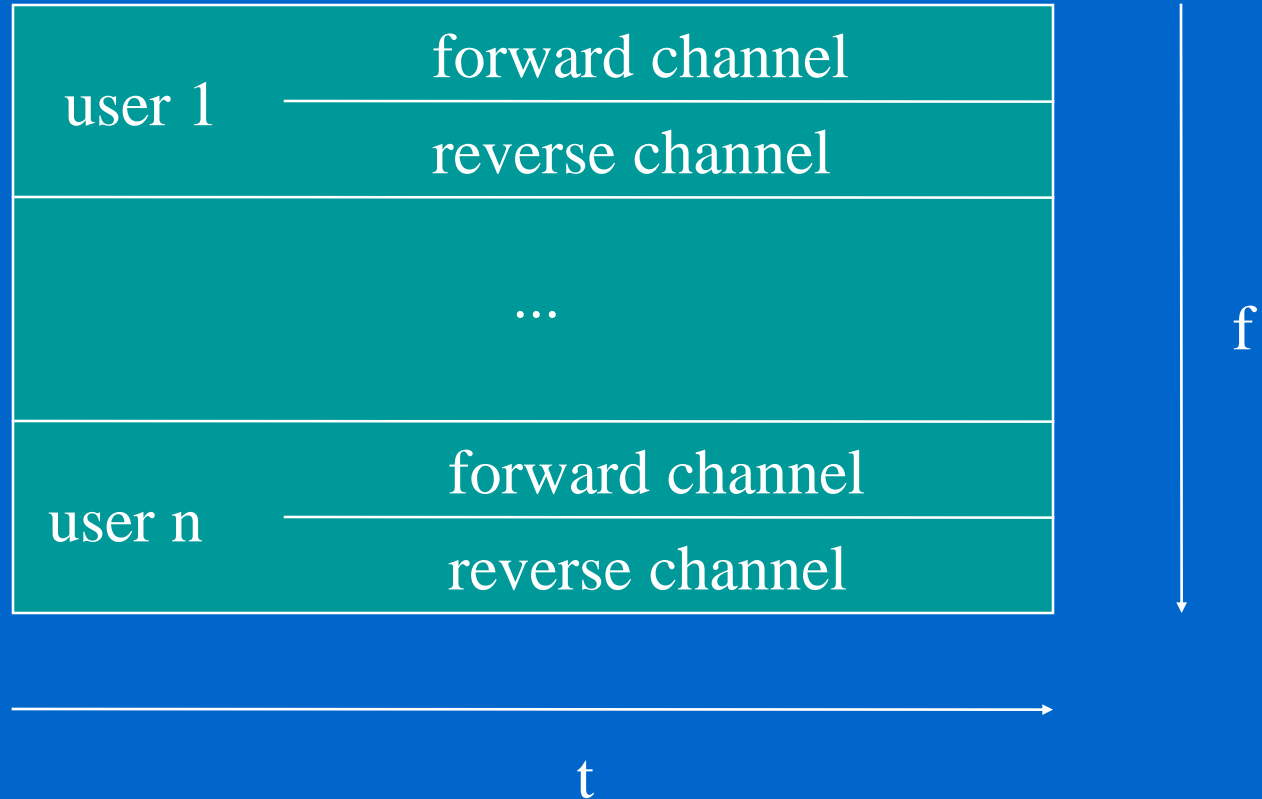 forward channel
user 1
reverse channel
...
f
forward channel
user n
reverse channel
t